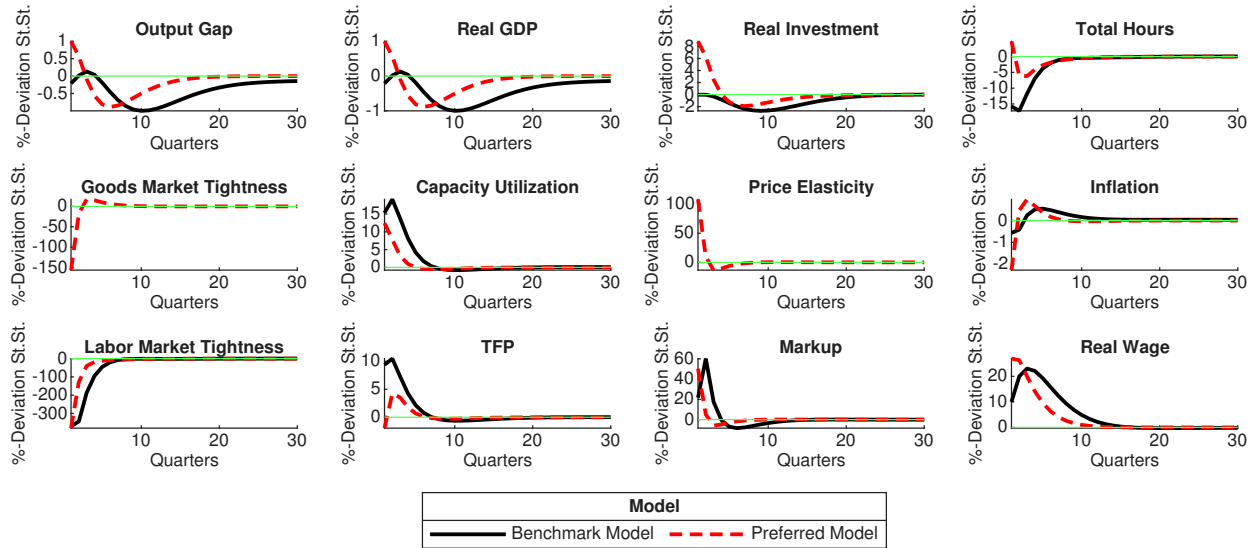 Output Gap
%-Deviation St.St.
1
0.5
0
-0.5
10
20
30
Quarters
Real GDP
%-Deviation St.St.
1
0
-1
10
20
30
Quarters
Real Investment
%-Deviation St.St.
8
6
4
2
0
-2
10
20
30
Quarters
Total Hours
%-Deviation St.St.
0
-5
-10
-15
10
20
30
Quarters
Goods Market Tightness
%-Deviation St.St.
0
-50
-100
-150
10
20
30
Quarters
Capacity Utilization
%-Deviation St.St.
15
10
5
0
10
20
30
Quarters
Price Elasticity
%-Deviation St.St.
100
50
0
10
20
30
Quarters
Inflation
%-Deviation St.St.
0
-1
-2
10
20
30
Quarters
Labor Market Tightness
%-Deviation St.St.
0
-100
-200
-300
10
20
30
Quarters
TFP
%-Deviation St.St.
10
5
0
10
20
30
Quarters
Markup
%-Deviation St.St.
60
40
20
0
10
20
30
Quarters
Real Wage
%-Deviation St.St.
20
10
0
10
20
30
Quarters
Model
Benchmark Model
Preferred Model